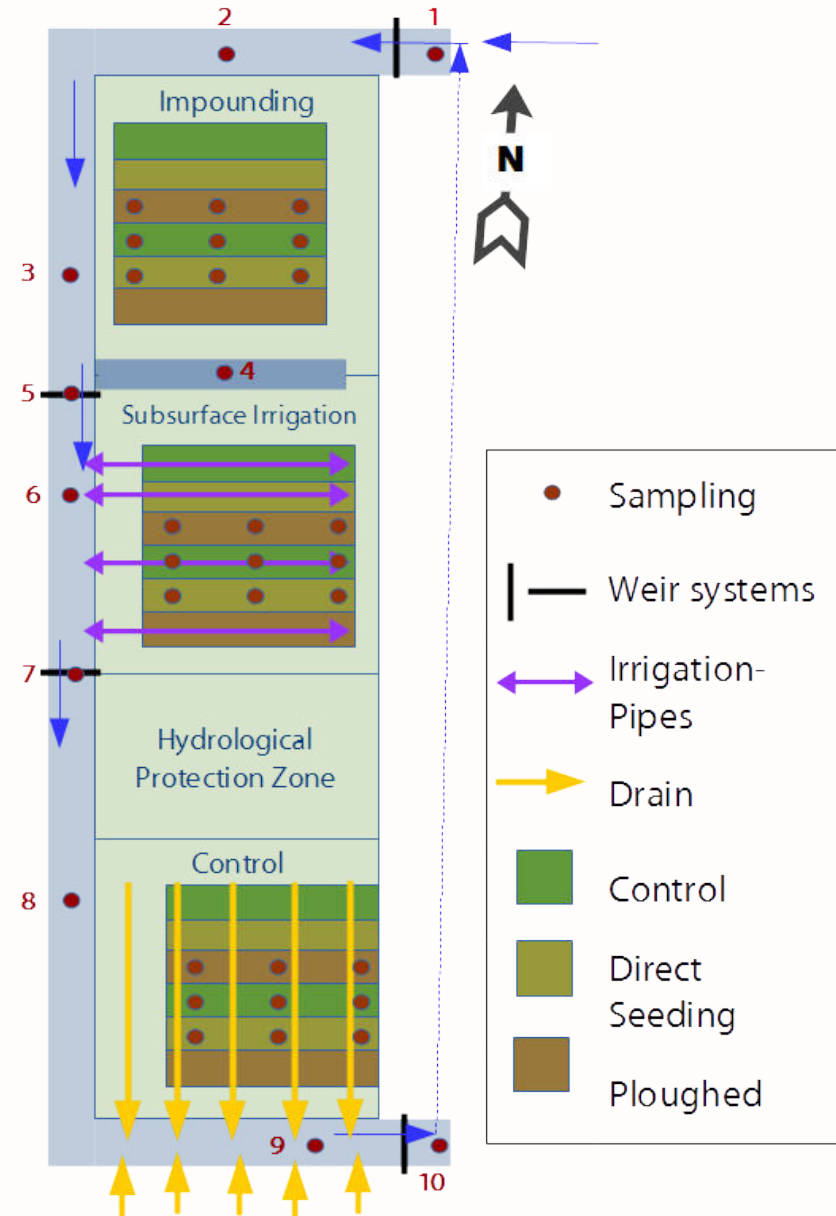 2
1
Impounding
N
3
4
5
Subsurface Irrigation
6
7
Hydrological
Protection Zone
Control
8
9
10
Sampling
Weir systems
Irrigation-
Pipes
Drain
Control
Direct
Seeding
Ploughed